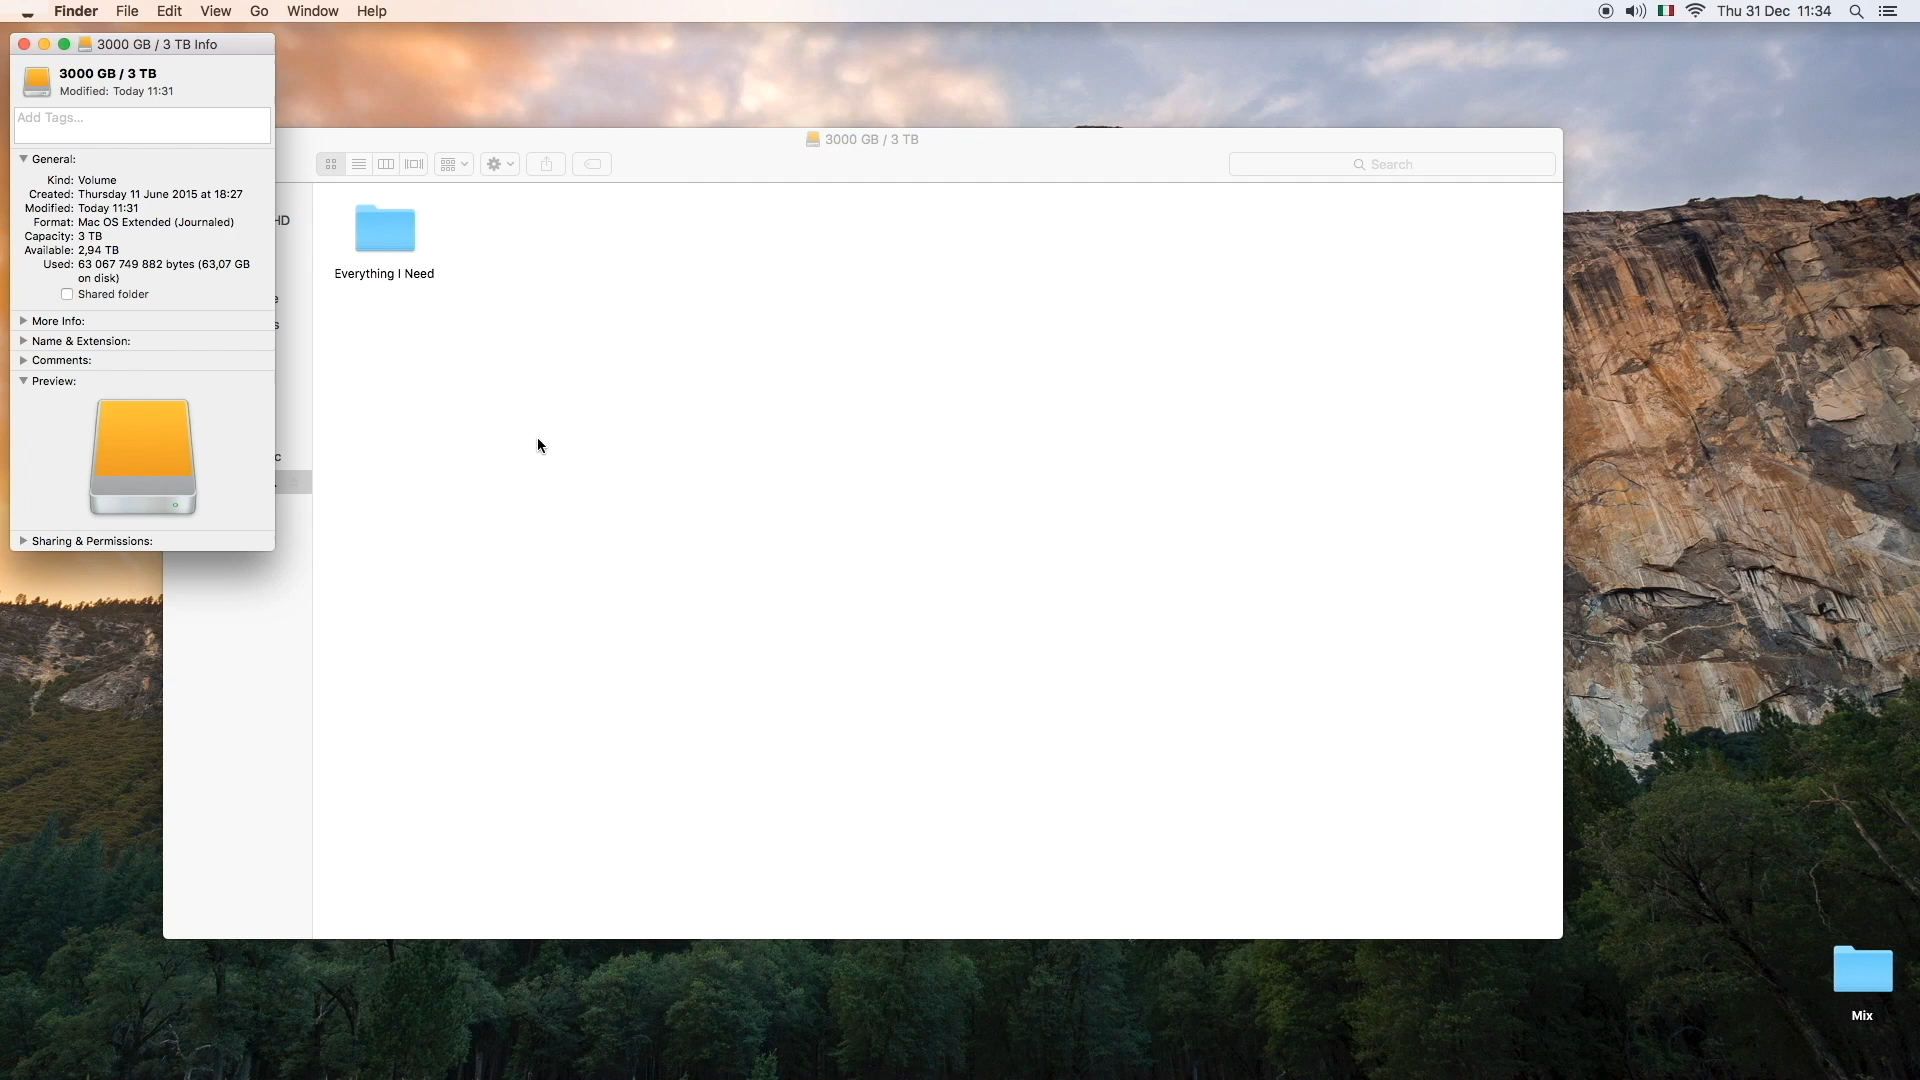 Finder File Edit View Go Window Help
Thu 31 Dec 11:34
3000 GB / 3 TB Info
3000 GB / 3 TB
Modified: Today 11:31
Add Tags...
General:
Kind: Volume
Created: Thursday 11 June 2015 at 18:27
Modified: Today 11:31
Format: Mac OS Extended (Journaled)
Capacity: 3 TB
Available: 2,94 TB
Used: 63 067 749 882 bytes (63,07 GB
on disk)
Shared folder
More Info:
Name & Extension:
Comments:
Preview:
Sharing & Permissions:
3000 GB / 3 TB
Search
Everything I Need
Mix